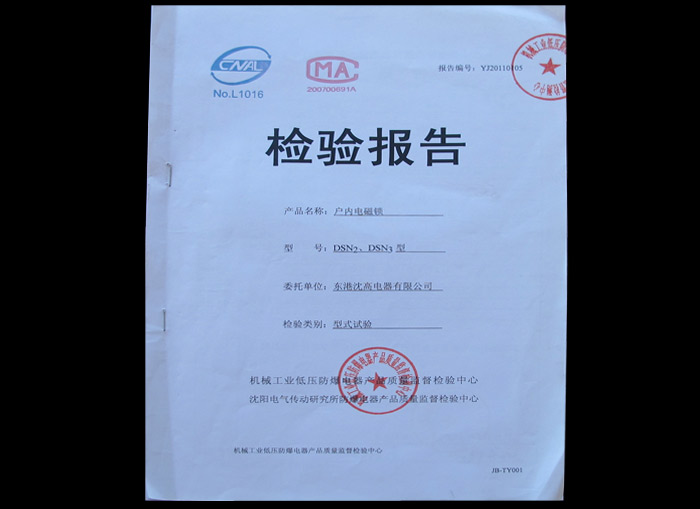 CNAL
No.L1016
CMA
200700691A
报告编号: YJ20110805
检验报告
产品名称: 户内电磁锁
型 号: DSN2、DSN3 型
委托单位: 东港沈高电器有限公司
检验类别: 型式试验
机械工业低压防爆电器产品质量监督检验中心
沈阳电气传动研究所防爆电器产品质量监督检验中心
机械工业低压防爆电器产品质量监督检验中心
JB-TY001